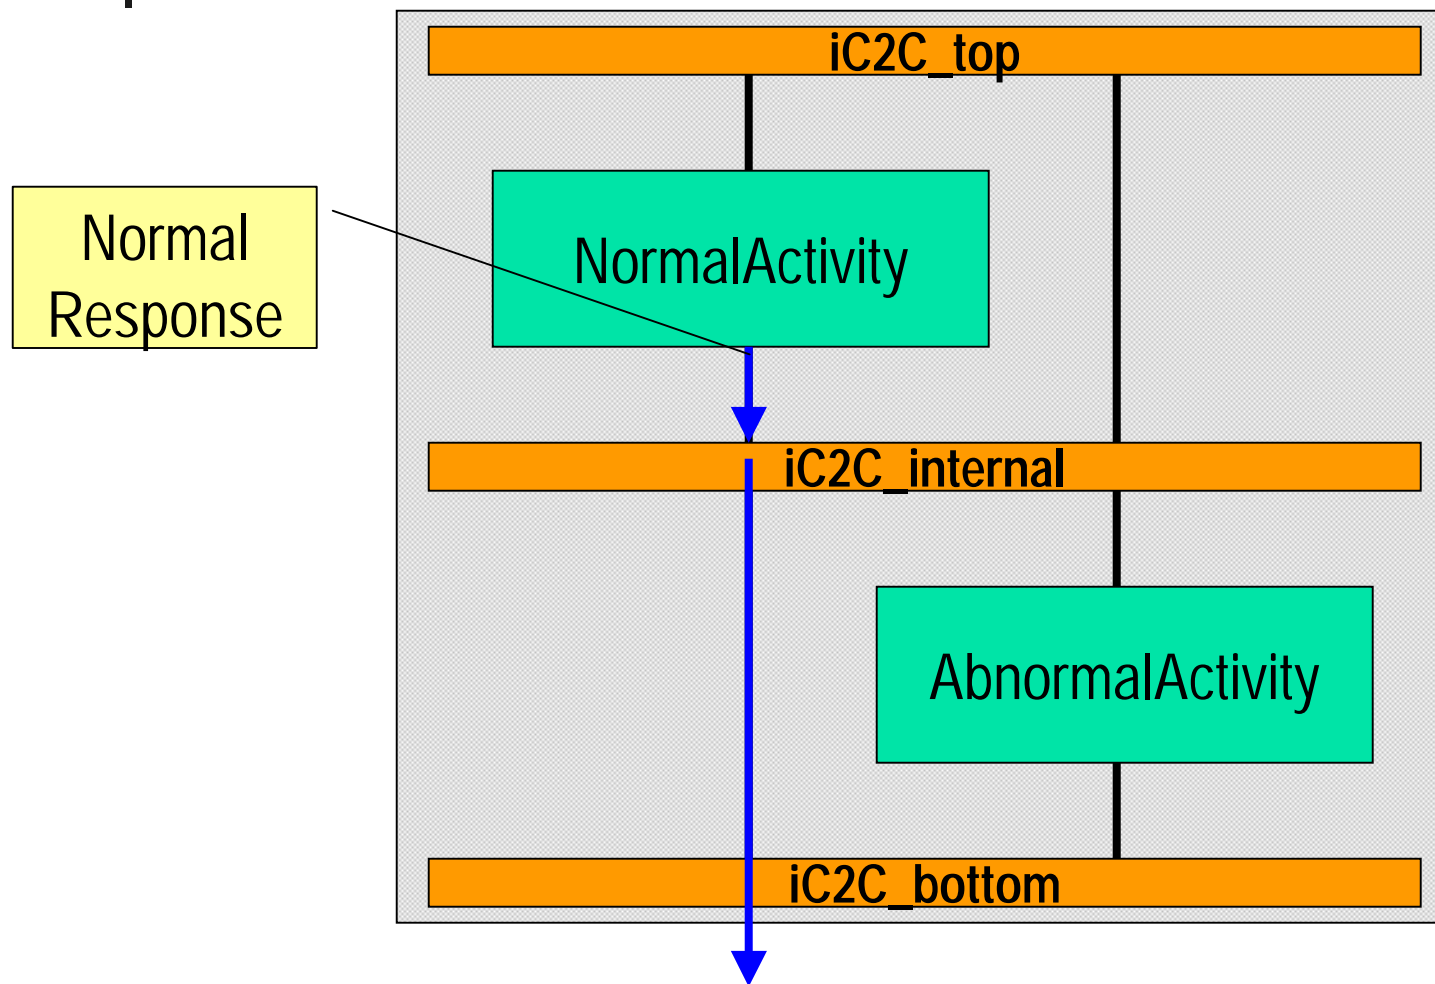 iC2C_top
Normal
Response
NormalActivity
iC2C_internal
AbnormalActivity
iC2C_bottom